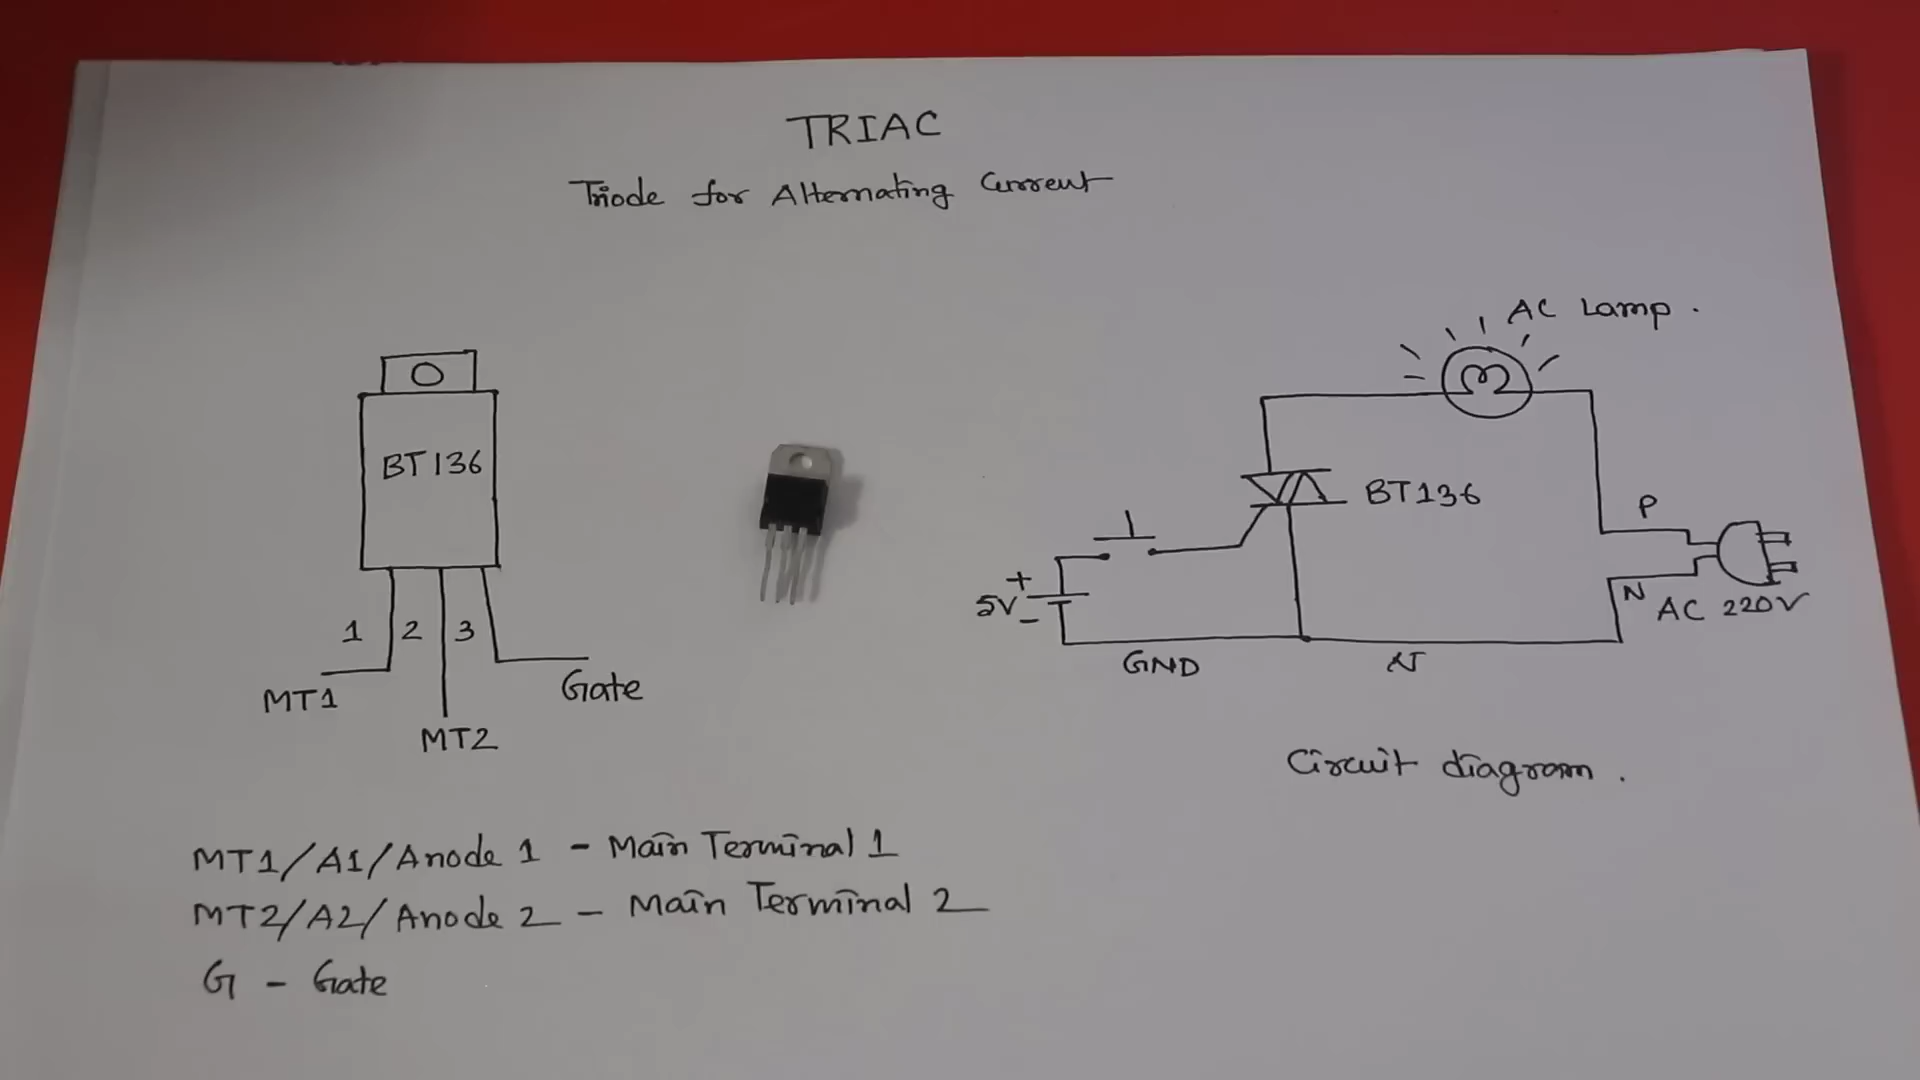 TRIAC
Triode for Alternating Current
AC Lamp.
BT136
BT136
P
N
AC 220V
+
5V
-
GND
N
1 2 3
MT1
Gate
MT2
Circuit diagram.
MT1/A1/Anode 1 - Main Terminal 1
MT2/A2/Anode 2 - Main Terminal 2
G - Gate